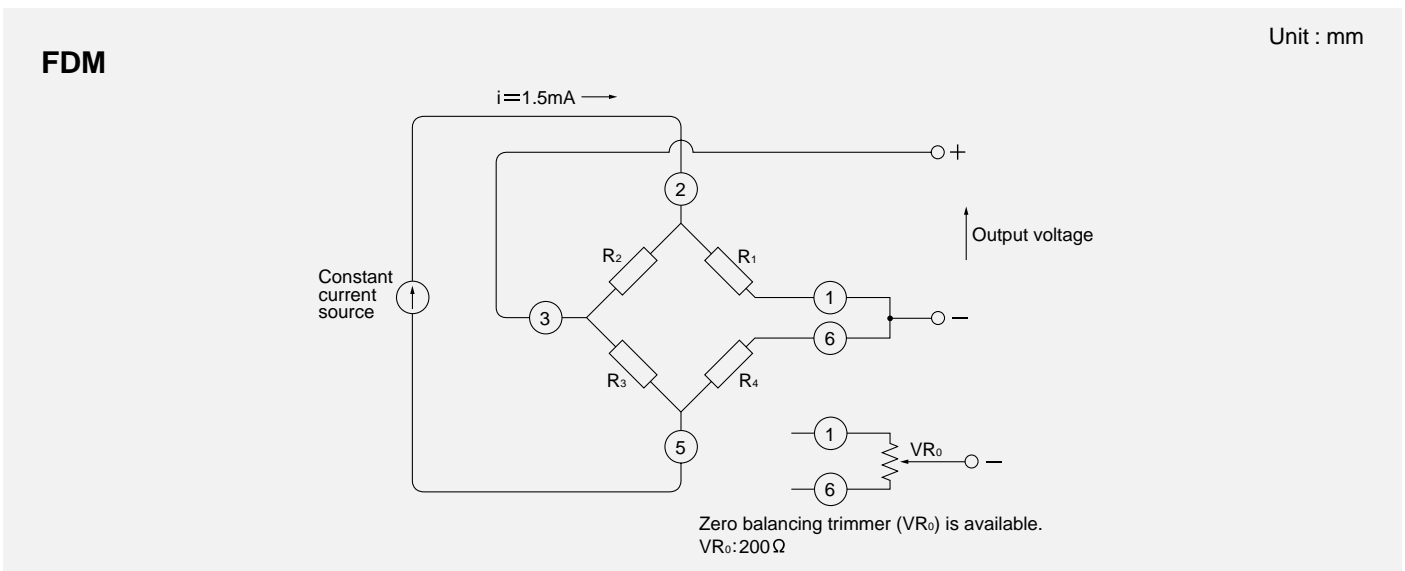 Unit : mm
FDM
i=1.5mA
+
2
Output voltage
R2
R1
Constant
current
source
1
3
−
6
R3
R4
1
5
VR0
−
6
Zero balancing trimmer (VR0) is available.
VR0:200Ω